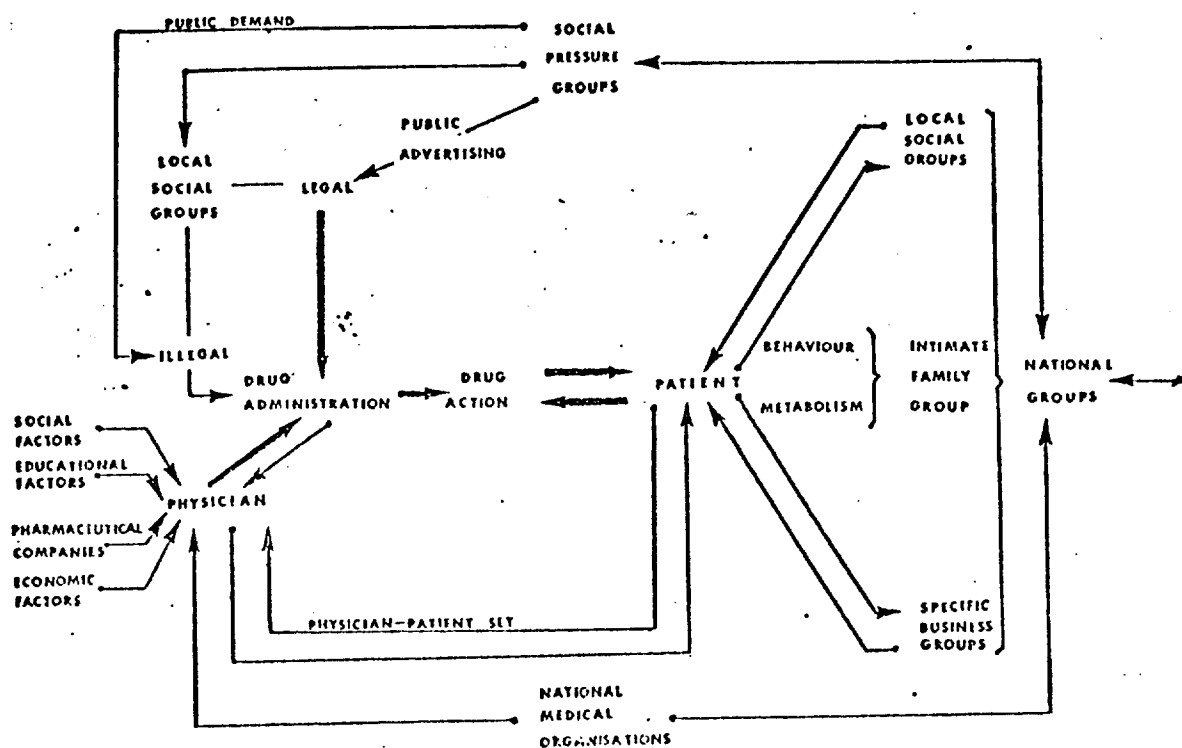 PUBLIC DEMAND
SOCIAL
PRESSURE
GROUPS
PUBLIC
ADVERTISING
LOCAL
SOCIAL
GROUPS
LEGAL
LOCAL
SOCIAL
GROUPS
ILLEGAL
DRUG
ADMINISTRATION
DRUG
ACTION
PATIENT
BEHAVIOUR
METABOLISM
INTIMATE
FAMILY
GROUP
NATIONAL
GROUPS
SOCIAL
FACTORS
EDUCATIONAL
FACTORS
PHYSICIAN
PHARMACEUTICAL
COMPANIES
ECONOMIC
FACTORS
PHYSICIAN-PATIENT SET
SPECIFIC
BUSINESS
GROUPS
NATIONAL
MEDICAL
ORGANISATIONS